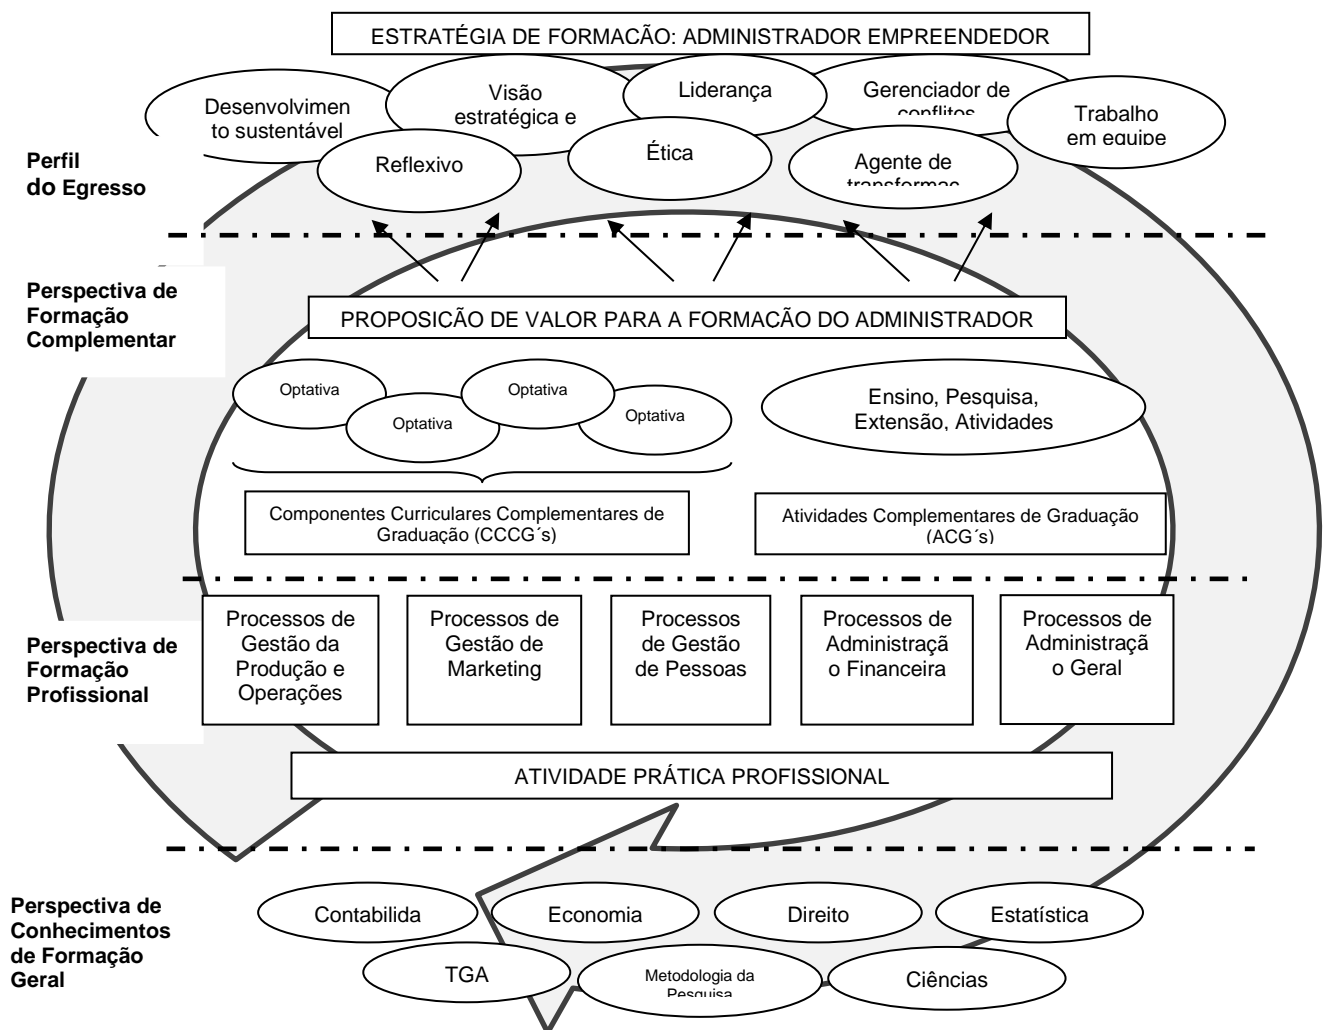 ESTRATÉGIA DE FORMACÃO: ADMINISTRADOR EMPREENDEDOR
Desenvolvimen
to sustentável
Visão
estratégica e
Liderança
Gerenciador de
conflitos
Trabalho
em equipe
Perfil
do Egresso
Reflexivo
Ética
Agente de
transformac
Perspectiva de
Formação
Complementar
PROPOSICÃO DE VALOR PARA A FORMAÇÃO DO ADMINISTRADOR
Optativa
Optativa
Optativa
Optativa
Ensino, Pesquisa,
Extensão, Atividades
Componentes Curriculares Complementares de
Graduação (CCCG´s)
Atividades Complementares de Graduação
(ACG´s)
Perspectiva de
Formação
Profissional
Processos de
Gestão da
Produção e
Operações
Processos de
Gestão de
Marketing
Processos
de Gestão
de Pessoas
Processos de
Administraçã
o Financeira
Processos de
Administraçã
o Geral
ATIVIDADE PRÁTICA PROFISSIONAL
Perspectiva de
Conhecimentos
de Formação
Geral
Contabilida
Economia
Direito
Estatística
TGA
Metodologia da
Pesquisa
Ciências